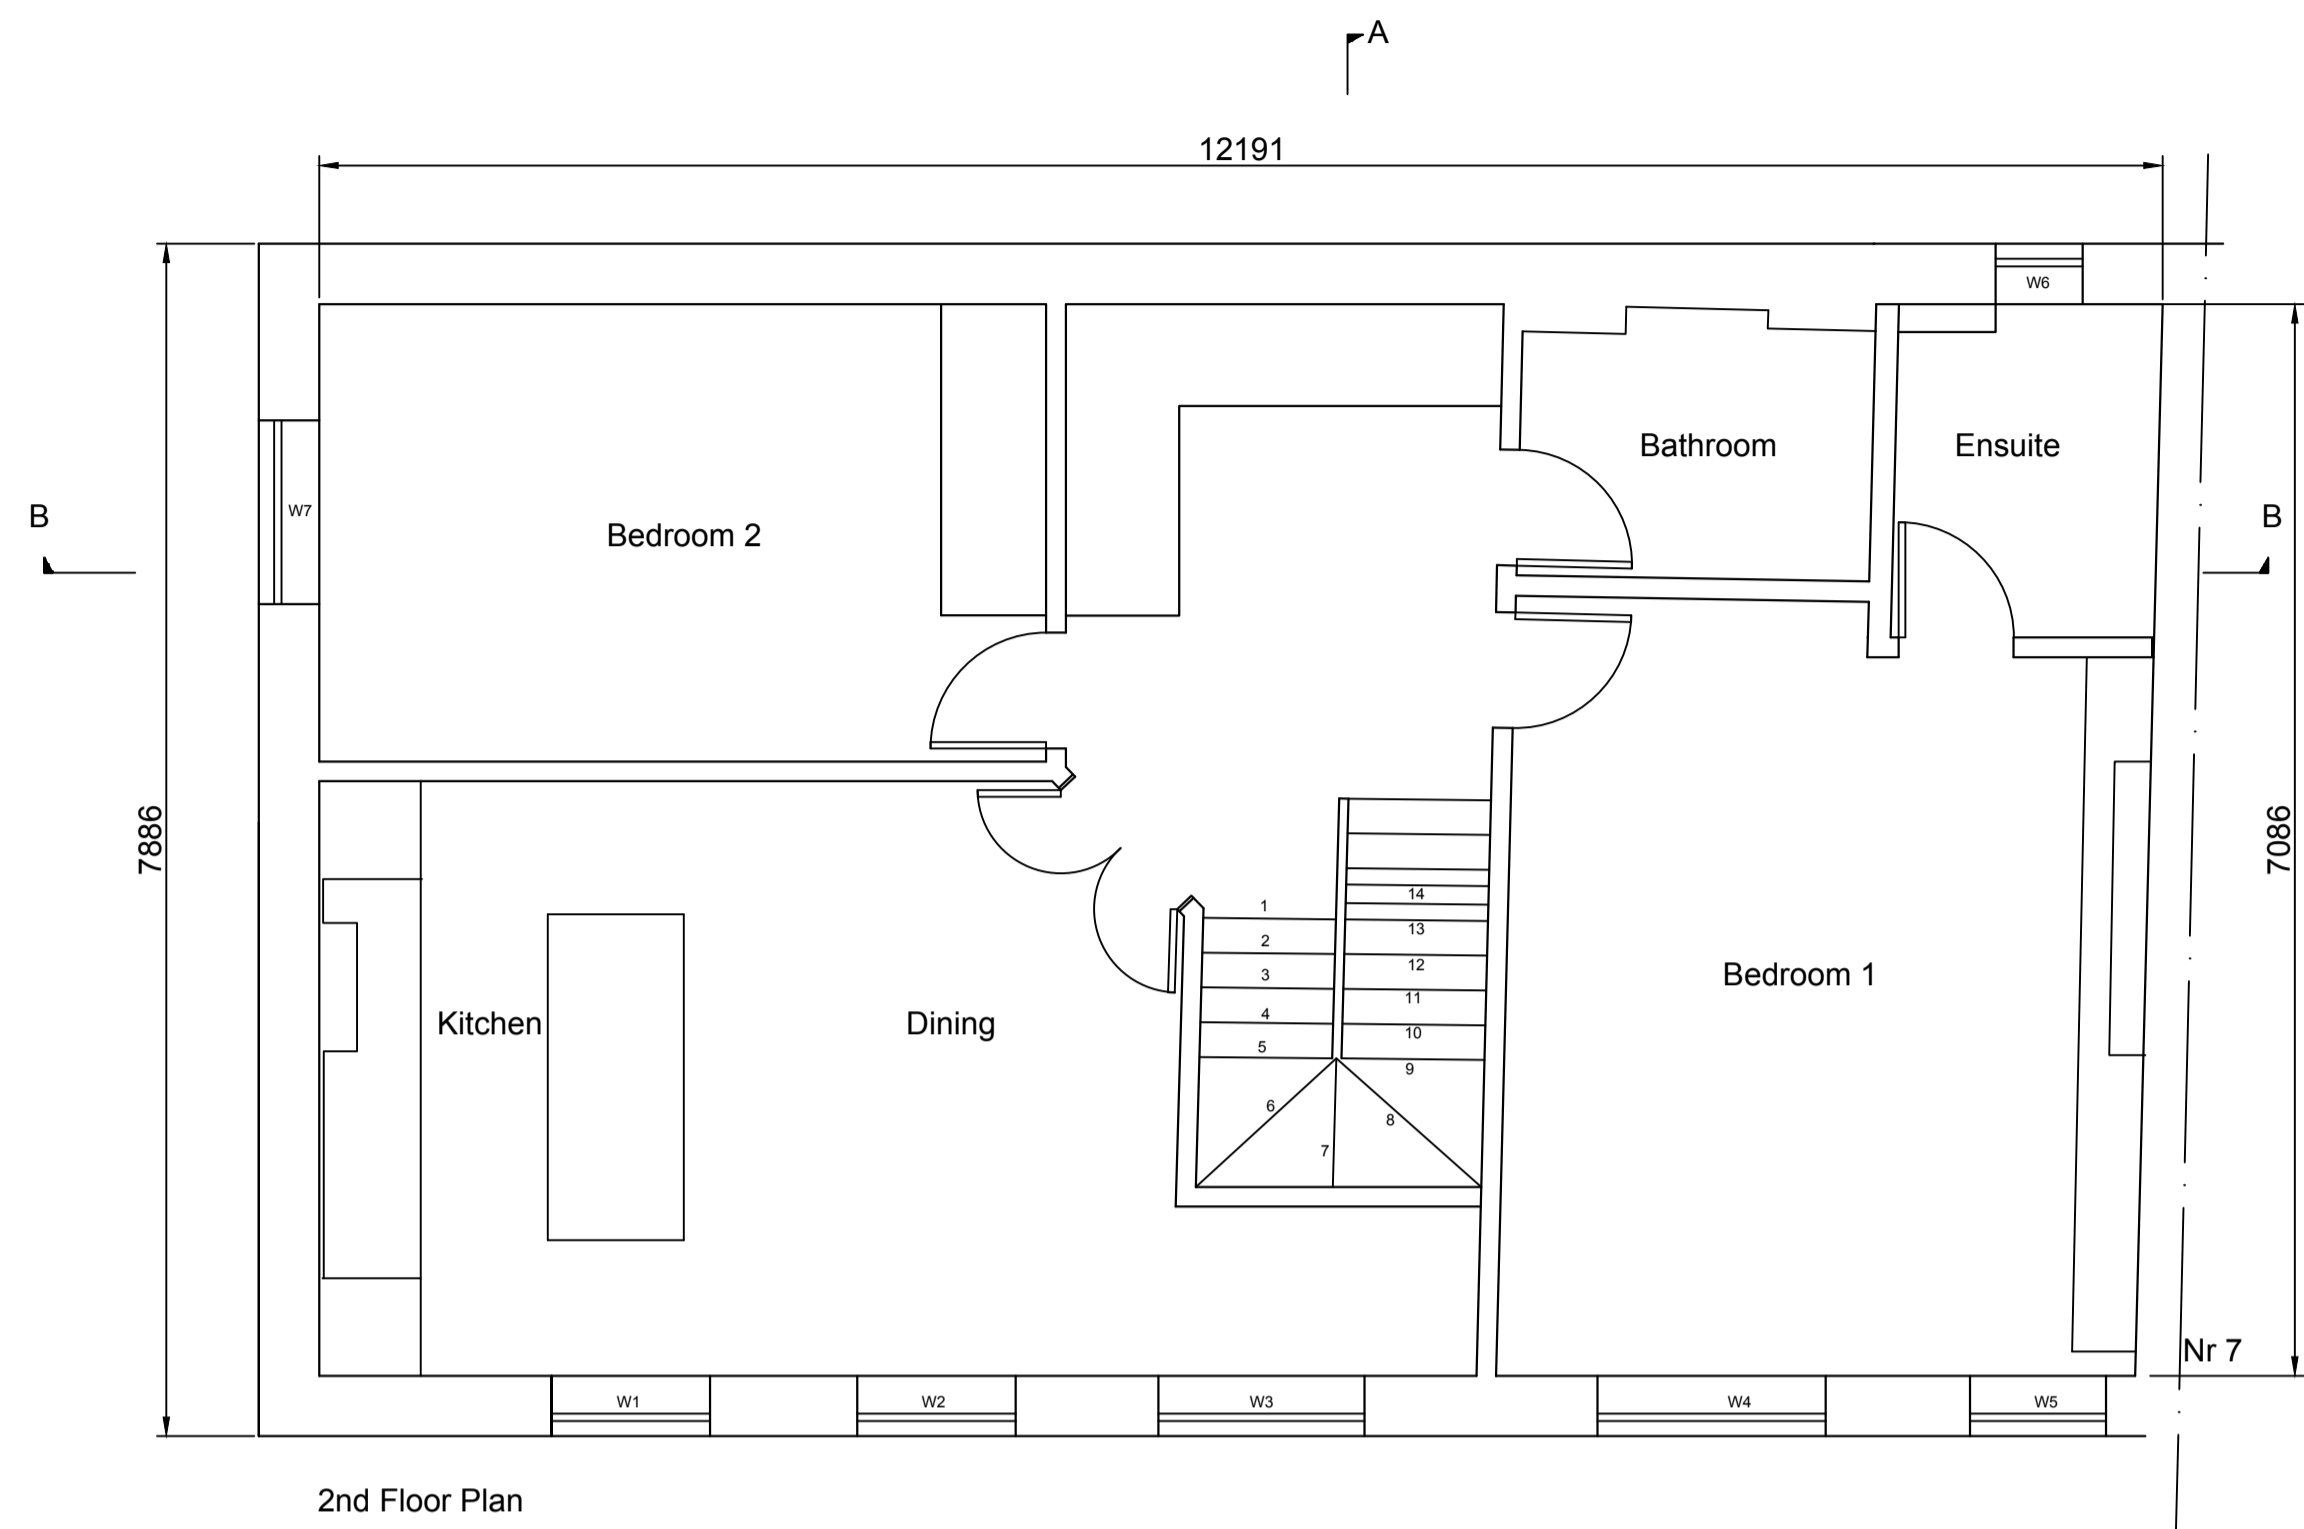 A
12191
W6
Bathroom
Ensuite
B
W7
Bedroom 2
B
7886
7086
1
14
2
13
3
12
4
11
5
10
9
6
8
7
Kitchen
Dining
Bedroom 1
Nr 7
W1
W2
W3
W4
W5
2nd Floor Plan